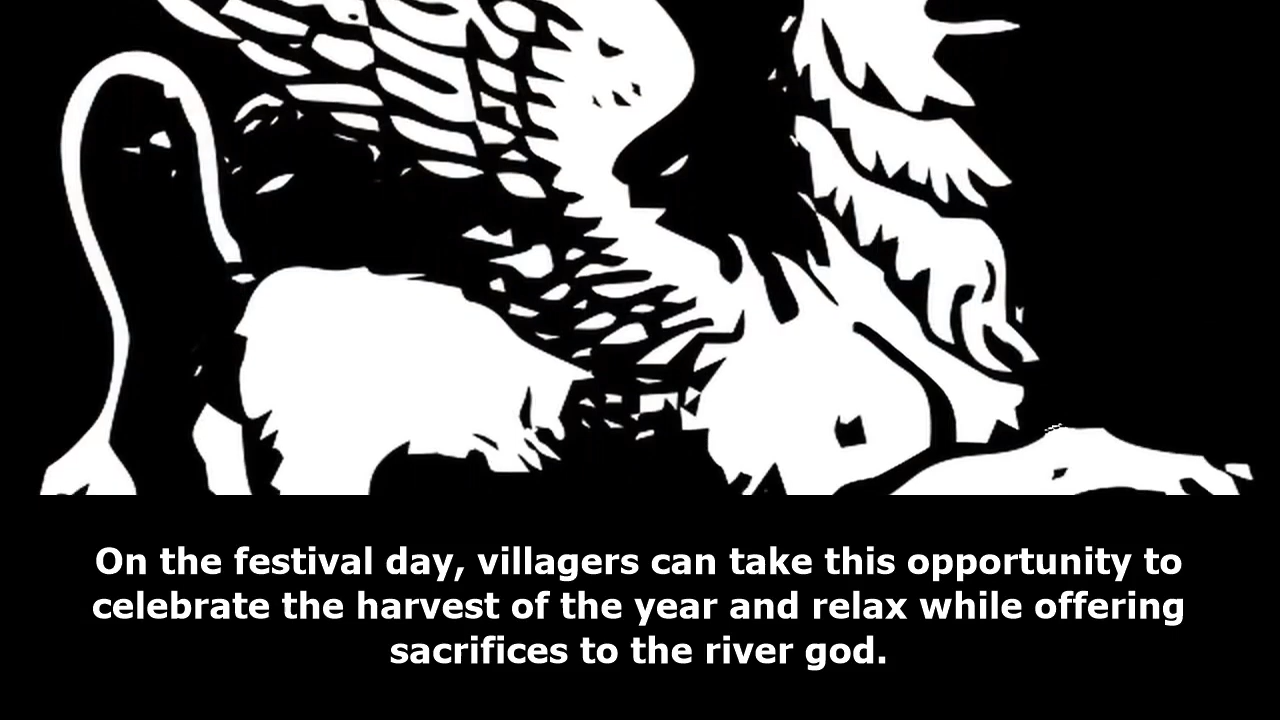 On the festival day, villagers can take this opportunity to
celebrate the harvest of the year and relax while offering
sacrifices to the river god.